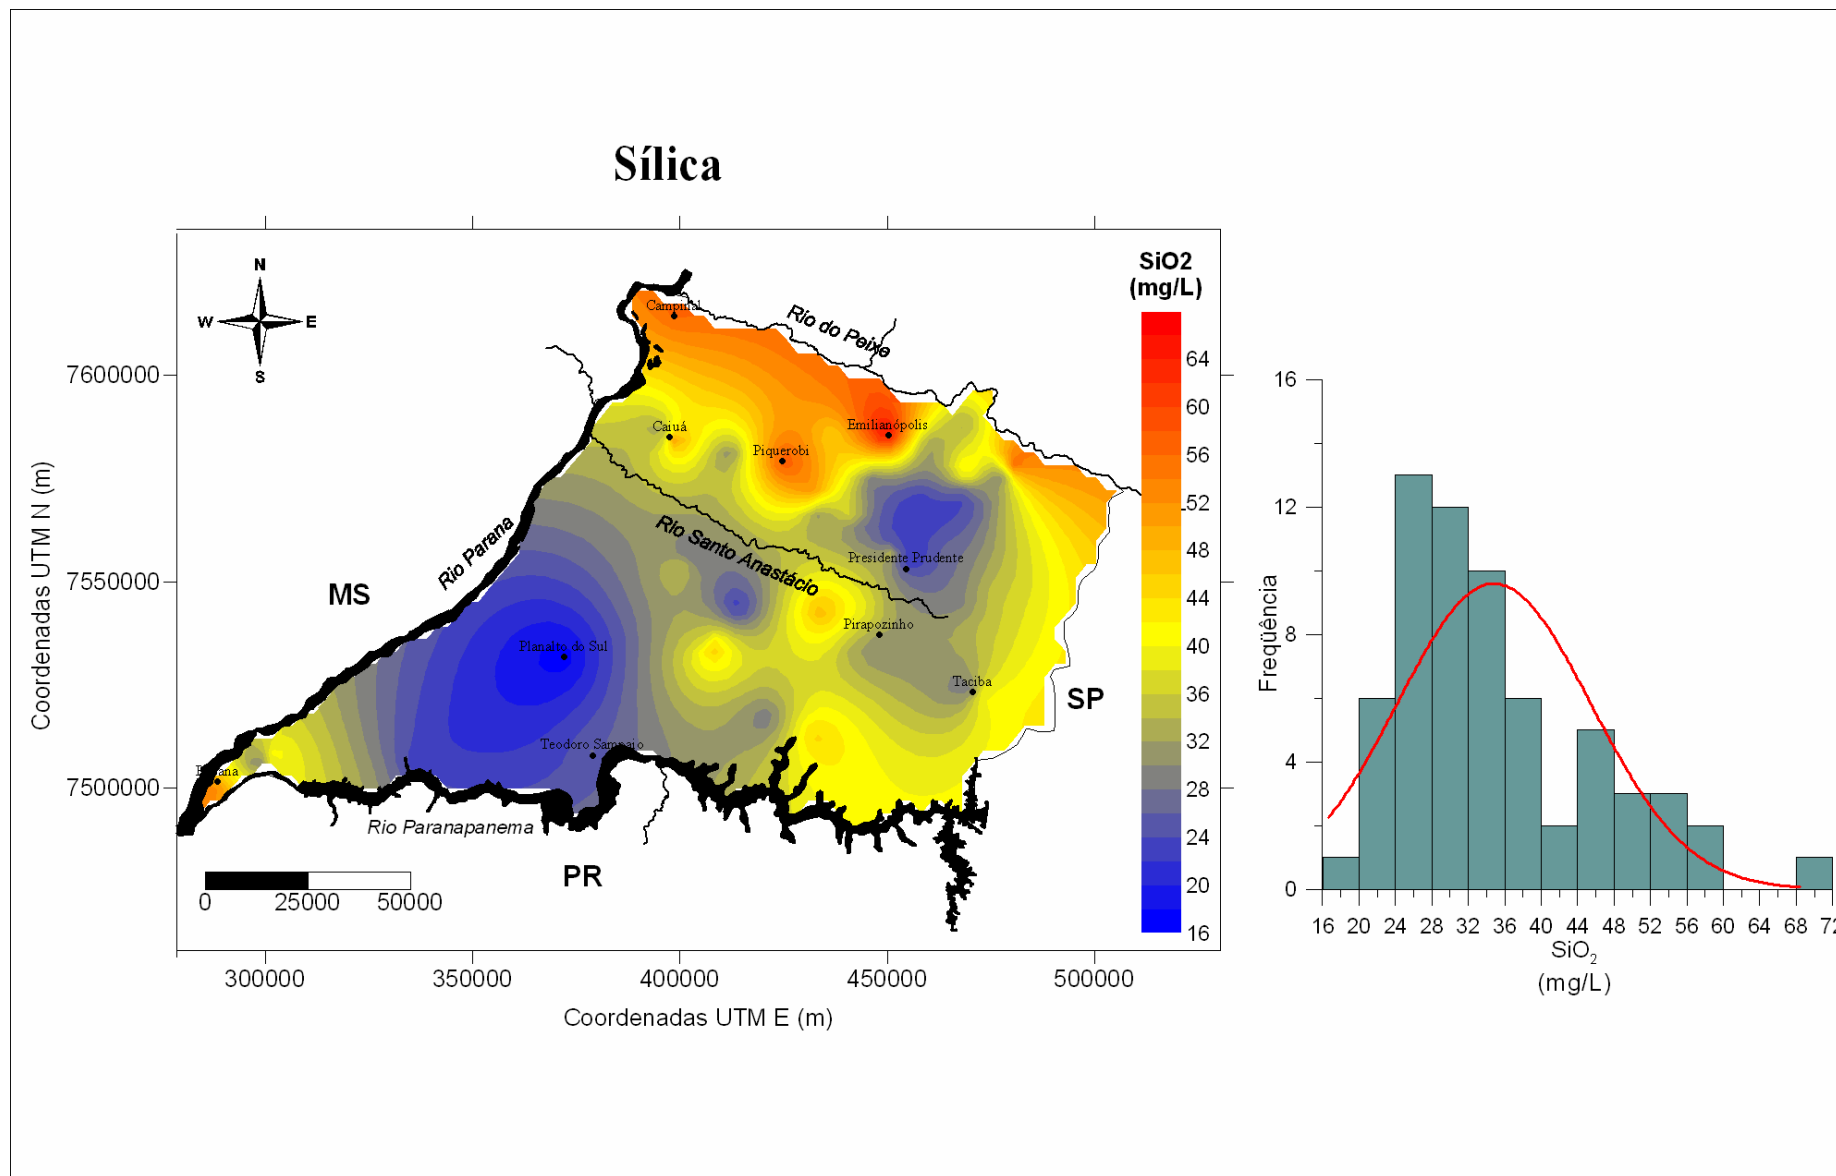 Sílica
N
W
E
S
SiO2
(mg/L)
64
60
56
52
48
44
40
36
32
28
24
20
16
Campinal
Rio do Peixe
7600000
Caiuá
Emilianópolis
Piquerobi
Rio Santo Anastácio
Rio Parana
Presidente Prudente
7550000
MS
Pirapozinho
Planalto do Sul
Taciba
SP
Teodoro Sampaio
7500000
Rio Paranapanema
PR
0
25000
50000
300000
350000
400000
450000
500000
Coordenadas UTM N (m)
Coordenadas UTM E (m)
16
12
8
4
0
Freqüência
16 20 24 28 32 36 40 44 48 52 56 60 64 68 72
SiO2
(mg/L)